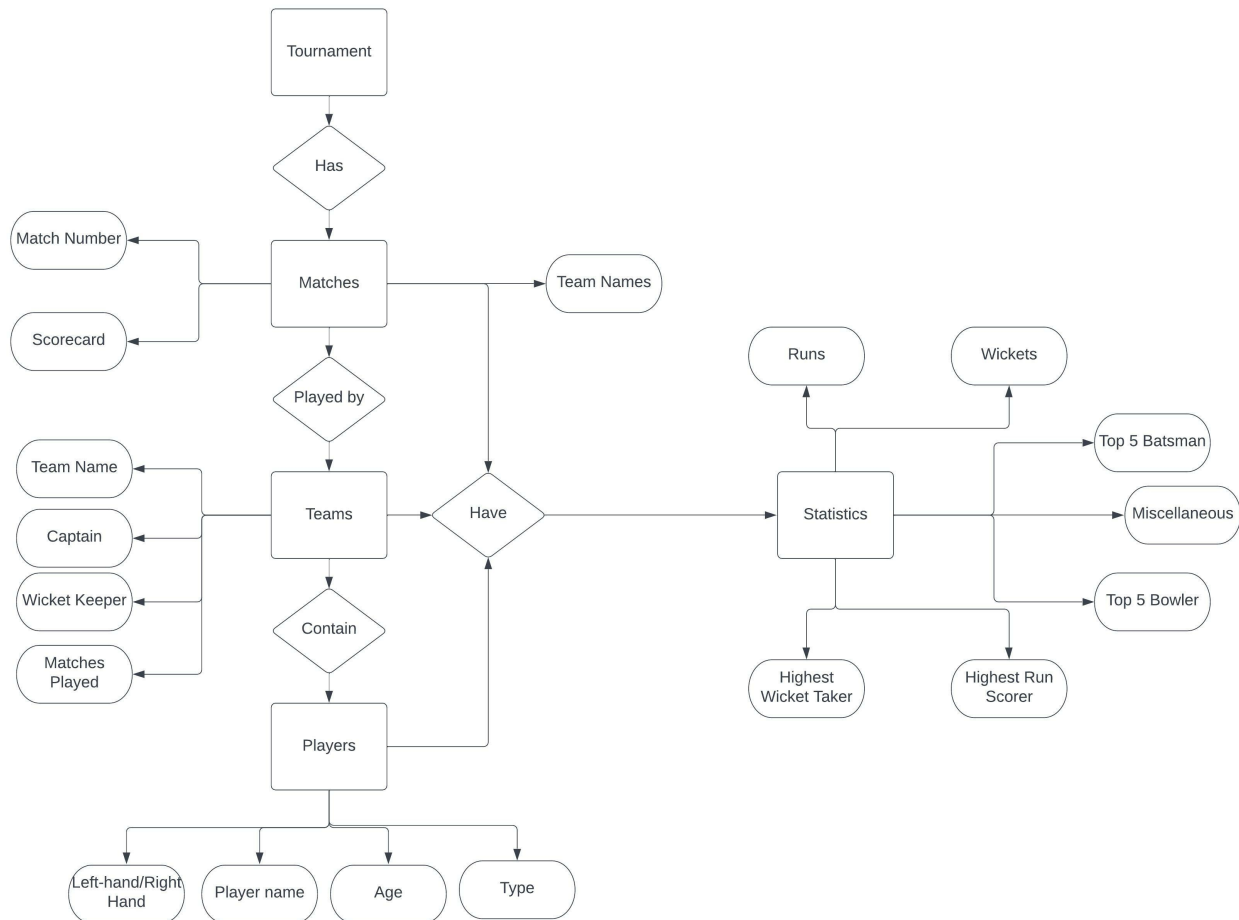 Tournament
Has
Match Number
Matches
Team Names
Scorecard
Runs
Wickets
Played by
Top 5 Batsman
Team Name
Teams
Have
Statistics
Miscellaneous
Captain
Wicket Keeper
Top 5 Bowler
Contain
Matches
Played
Highest
Wicket Taker
Highest Run
Scorer
Players
Left-hand/Right
Hand
Player name
Age
Type